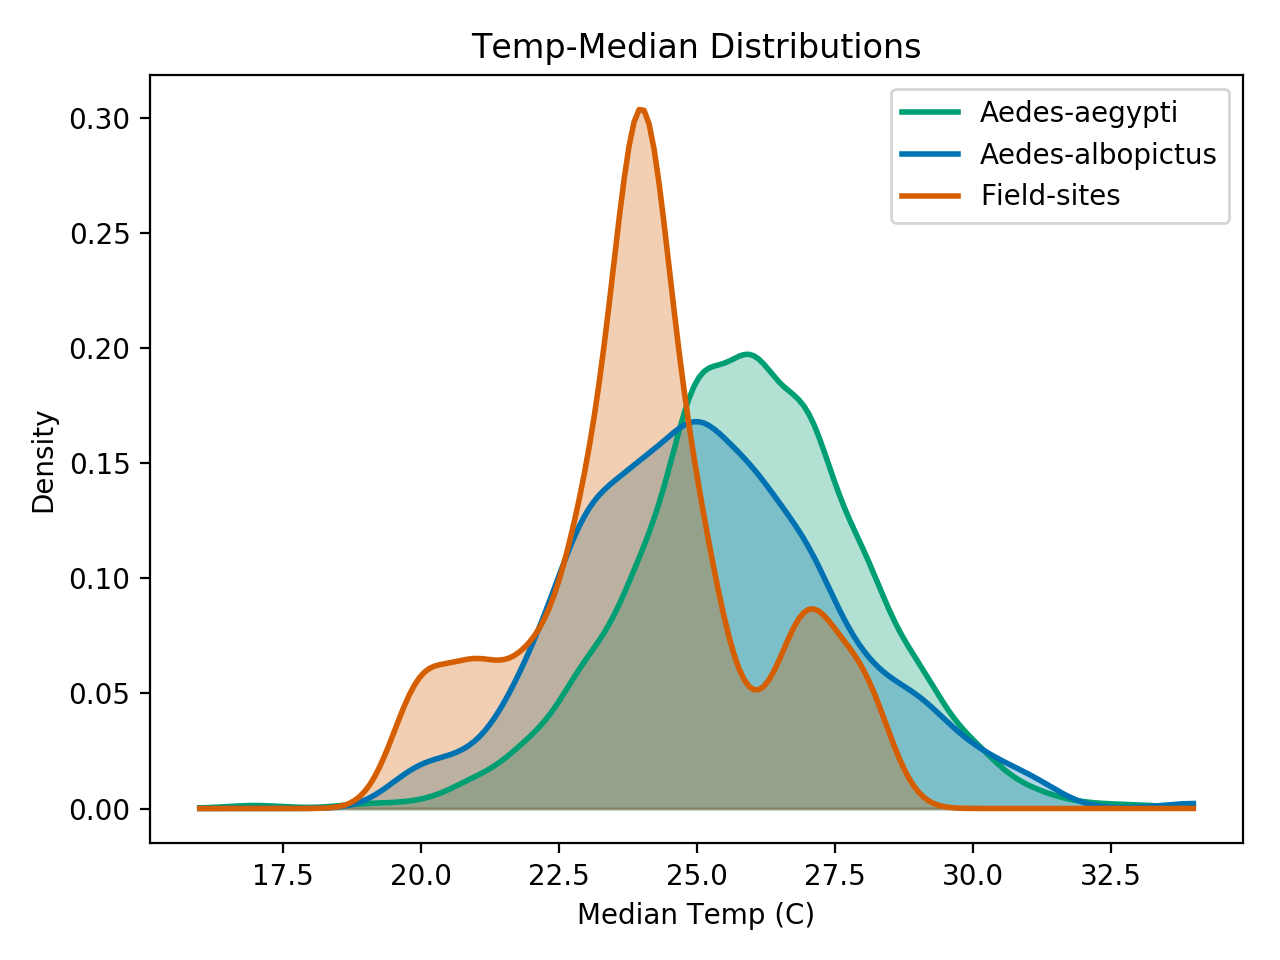 Temp-Median Distributions
Aedes-aegypti
Aedes-albopictus
Field-sites
0.30
0.25
0.20
0.15
0.10
0.05
0.00
Density
17.5 20.0 22.5 25.0 27.5 30.0 32.5
Median Temp (C)